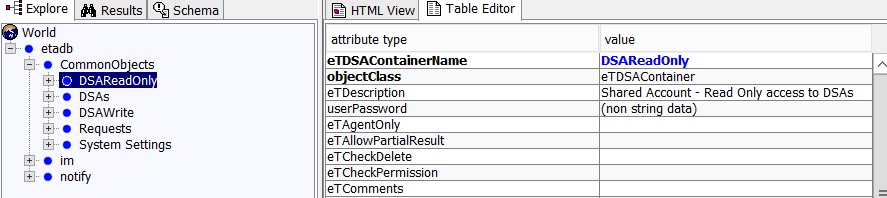 Explore Results Schema
World
etadb
CommonObjects
DSAReadOnly
DSAs
DSAWrite
Requests
System Settings
im
notify
HTML View Table Editor
attribute type value
eTDSAContainerName DSAReadOnly
objectClass eTDSAContainer
eTDescription Shared Account - Read Only access to DSAs
userPassword (non string data)
eTAgentOnly
eTAllowPartialResult
eTCheckDelete
eTCheckPermission
eTComments